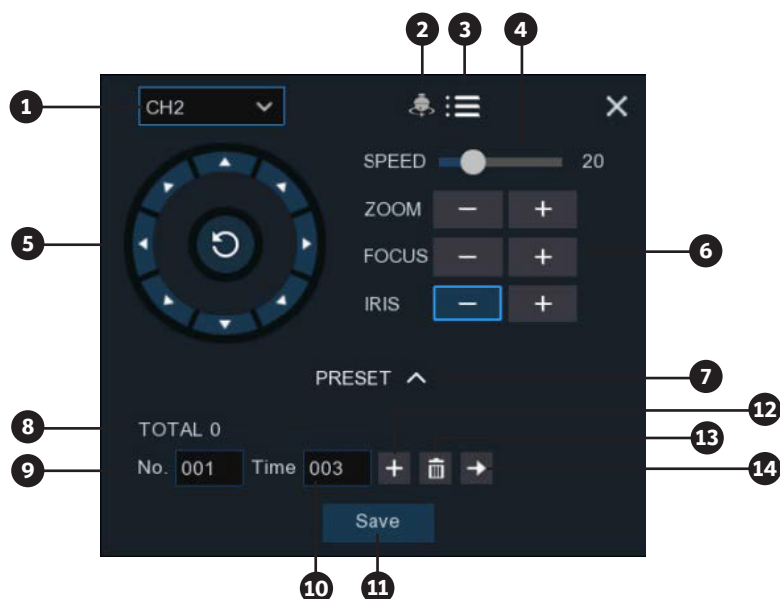 2 3 4
1 CH2
SPEED 20
ZOOM − +
5 FOCUS − + 6
IRIS − +
PRESET 7
12
8 TOTAL 0
13
9 No. 001 Time 003 + 14
Save
10 11